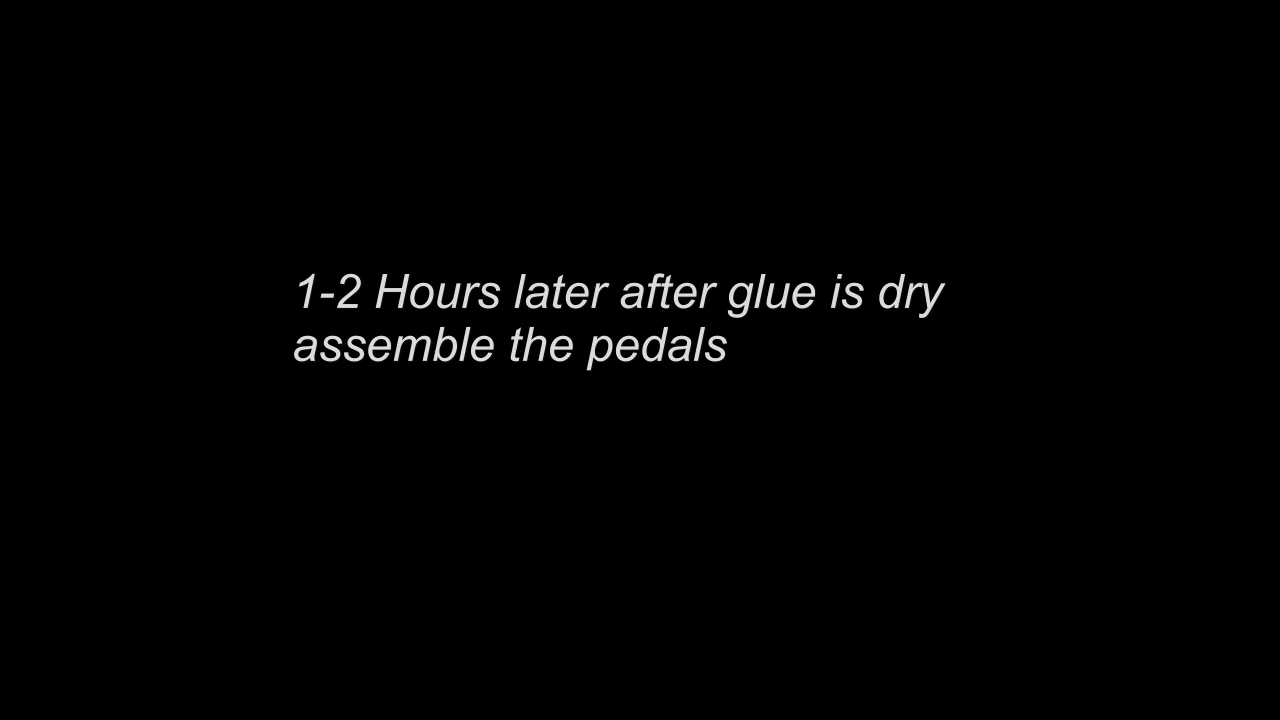 1-2 Hours later after glue is dry
assemble the pedals